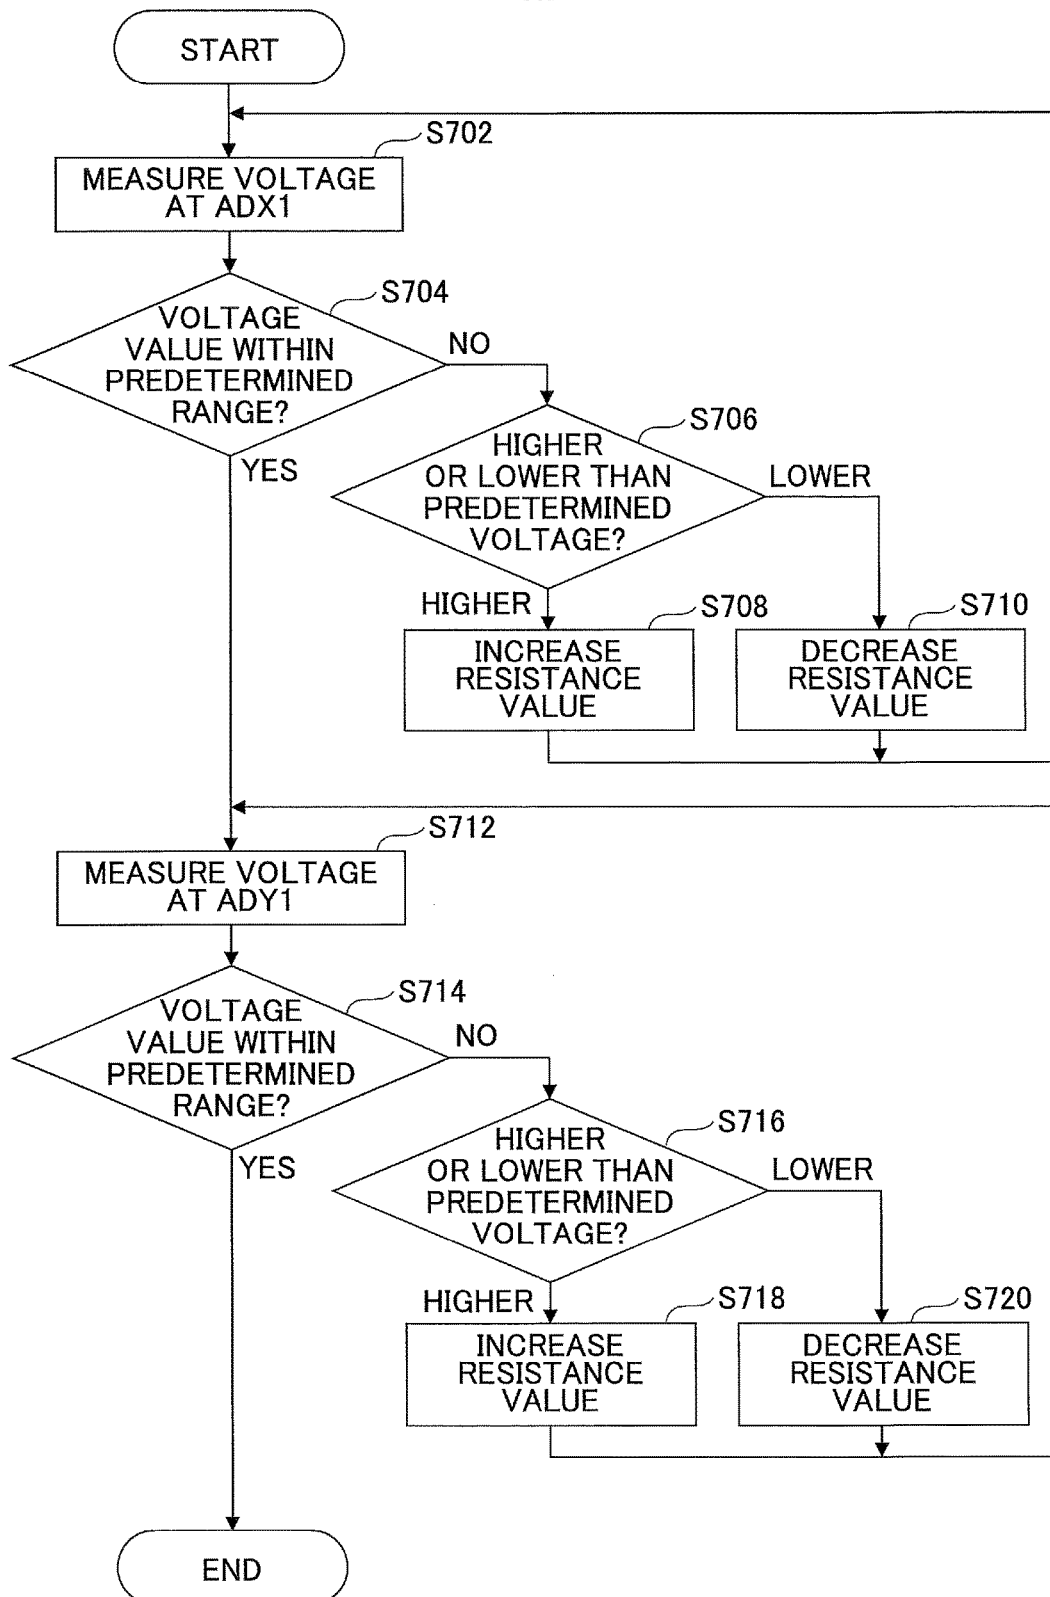 START
S702
MEASURE VOLTAGE
AT ADX1
S704
VOLTAGE
VALUE WITHIN
PREDETERMINED
RANGE?
NO
YES
S706
HIGHER
OR LOWER THAN
PREDETERMINED
VOLTAGE?
LOWER
HIGHER
S708
INCREASE
RESISTANCE
VALUE
S710
DECREASE
RESISTANCE
VALUE
S712
MEASURE VOLTAGE
AT ADY1
S714
VOLTAGE
VALUE WITHIN
PREDETERMINED
RANGE?
NO
YES
S716
HIGHER
OR LOWER THAN
PREDETERMINED
VOLTAGE?
LOWER
HIGHER
S718
INCREASE
RESISTANCE
VALUE
S720
DECREASE
RESISTANCE
VALUE
END